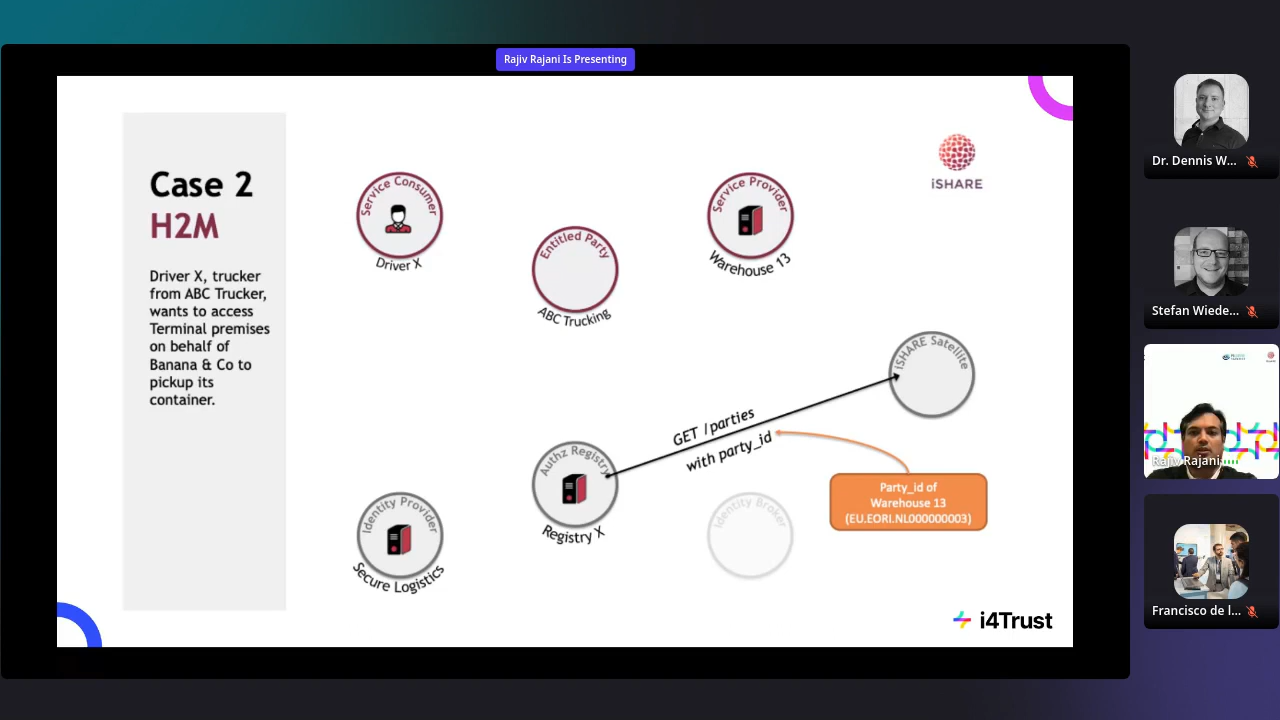 Rajiv Rajani Is Presenting
Case 2
H2M
Driver X, trucker
from ABC Trucker,
wants to access
Terminal premises
on behalf of
Banana & Co to
pickup its
container.
Service Consumer
Driver X
Entitled Party
ABC Trucking
Service Provider
Warehouse 13
iSHARE
iSHARE Satellite
GET /parties
with party_id
Authz Registry
Registry X
Party_id of
Warehouse 13
(EU.EORI.NL000000003)
Identity Provider
Secure Logistics
Identity Broker
i4Trust
Dr. Dennis W...
Stefan Wiede...
Rajiv Rajani
Francisco de l...